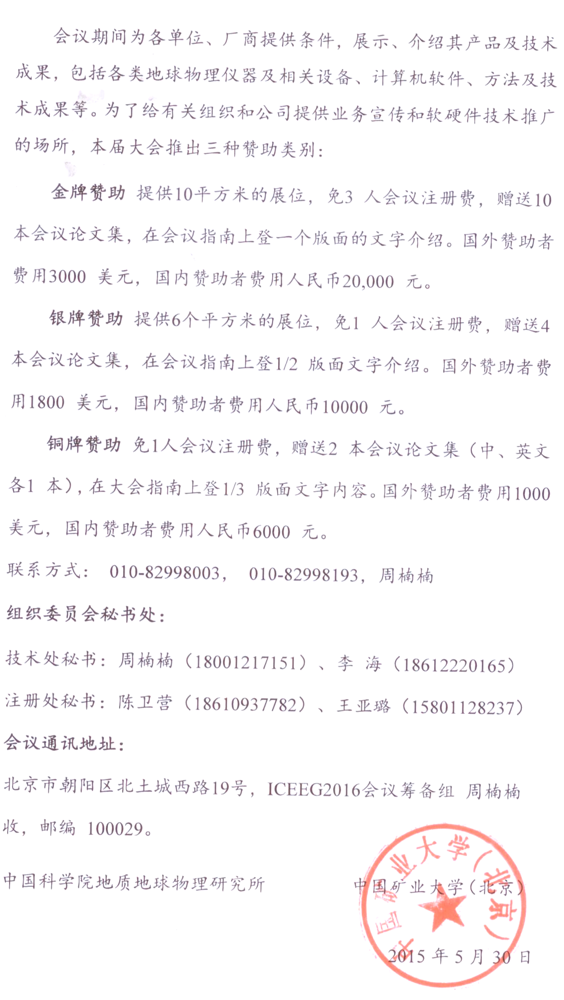 会议期间为各单位、厂商提供条件，展示、介绍其产品及技术
成果，包括各类地球物理仪器及相关设备、计算机软件、方法及技
术成果等。为了给有关组织和公司提供业务宣传和软硬件技术推广
的场所，本届大会推出三种赞助类别：
金牌赞助 提供10平方米的展位，免3 人会议注册费，赠送10
本会议论文集，在会议指南上登一个版面的文字介绍。国外赞助者
费用3000 美元，国内赞助者费用人民币20,000 元。
银牌赞助 提供6个平方米的展位，免1 人会议注册费，赠送4
本会议论文集，在会议指南上登1/2 版面文字介绍。国外赞助者费
用1800 美元，国内赞助者费用人民币10000 元。
铜牌赞助 免1人会议注册费，赠送2 本会议论文集（中、英文
各1 本），在大会指南上登1/3 版面文字内容。国外赞助者费用1000
美元，国内赞助者费用人民币6000 元。
联系方式： 010-82998003， 010-82998193，周楠楠
组织委员会秘书处：
技术处秘书：周楠楠（18001217151）、李 海（18612220165）
注册处秘书：陈卫营（18610937782）、王亚璐（15801128237）
会议通讯地址：
北京市朝阳区北土城西路19号，ICEEG2016会议筹备组 周楠楠
收，邮编 100029。
中国科学院地质地球物理研究所 中国矿业大学（北京）
中国矿业大学（北京）
2015 年 5 月 30 日